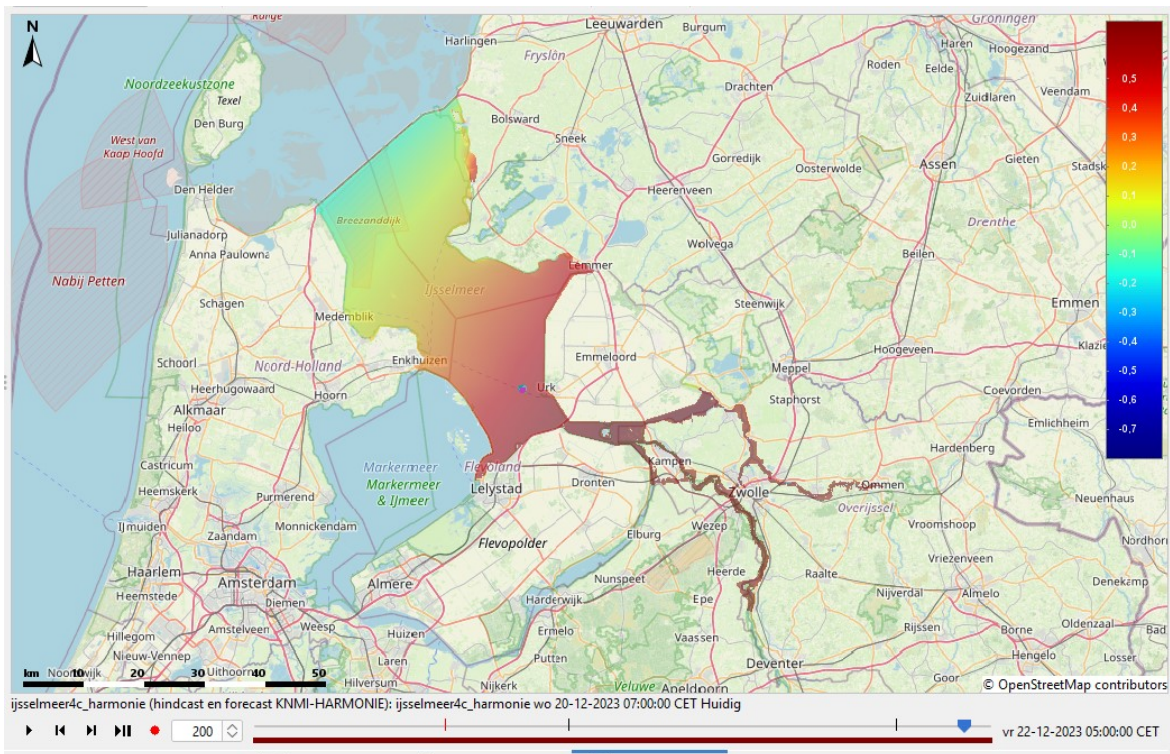 N
Range
Harlingen
Leeuwarden
Burgum
Groningen
Haren
Hoogezand
Fryslân
Roden
Eelde
Noordzeekustzone
Drachten
Zuidlaren
Veendam
Texel
Den Burg
Bolsward
Sneek
West van
Kaap Hoofd
Gorredijk
Oosterwolde
Assen
Gieten
Stadsk
Den Helder
Heerenveen
Breezanddijk
Drenthe
Julianadorp
Anna Paulowna
Wolvega
Beilen
Lemmer
Nabij Petten
IJsselmeer
Schagen
Medemblik
Steenwijk
Emmen
Klazie
Hoogeveen
Schoorl
Noord-Holland
Enkhuizen
Emmeloord
Meppel
Heerhugowaard
Hoorn
Urk
Staphorst
Coevorden
Alkmaar
Heiloo
Emlichheim
Hardenberg
Castricum
Markermeer
Markermeer
& IJmeer
Flevoland
Lelystad
Kampen
Dronten
Zwolle
Ommen
Overijssel
Heemskerk
Purmerend
Neuenhaus
IJmuiden
Monnickendam
Zaandam
Wezep
Vroomshoop
Elburg
Flevopolder
Nordhor
Haarlem
Amsterdam
Almere
Nunspeet
Heerde
Raalte
Vriezenveen
Heemstede
Diemen
Harderwijk
Epe
Nijverdal
Almelo
Denekamp
Hillegom
Amstelveen
Weesp
Huizen
Ermelo
Vaassen
Rijssen
Borne
Oldenzaal
Bad
Nieuw-Vennep
Laren
Putten
Hengelo
Losser
Uithoorn
Hilversum
Nijkerk
Veluwe
Apeldoorn
Deventer
Goor
km 10 20 30 40 50
0,5
0,4
0,3
0,2
0,1
0,0
-0,1
-0,2
-0,3
-0,4
-0,5
-0,6
-0,7
© OpenStreetMap contributors
ijsselmeer4c_harmonie (hindcast en forecast KNMI-HARMONIE): ijsselmeer4c_harmonie wo 20-12-2023 07:00:00 CET Huidig
200
vr 22-12-2023 05:00:00 CET